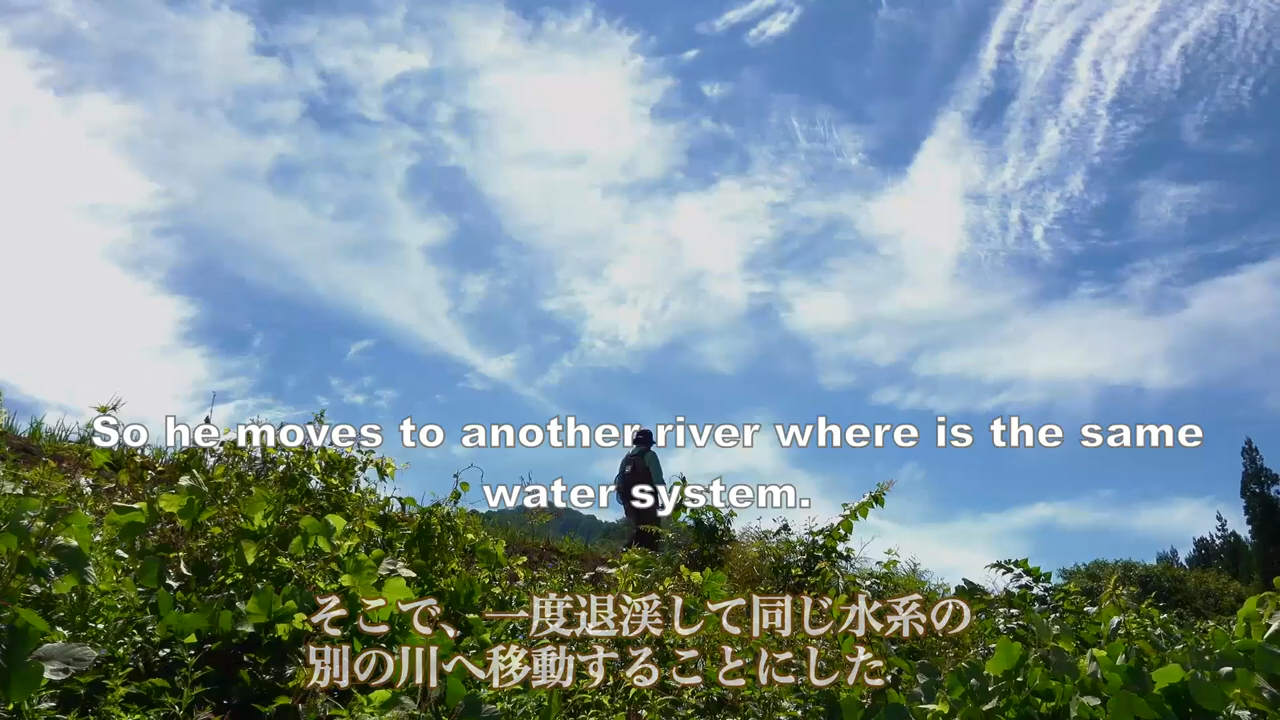 So he moves to another river where is the same
water system.
そこで、一度退渓して同じ水系の
別の川へ移動することにした